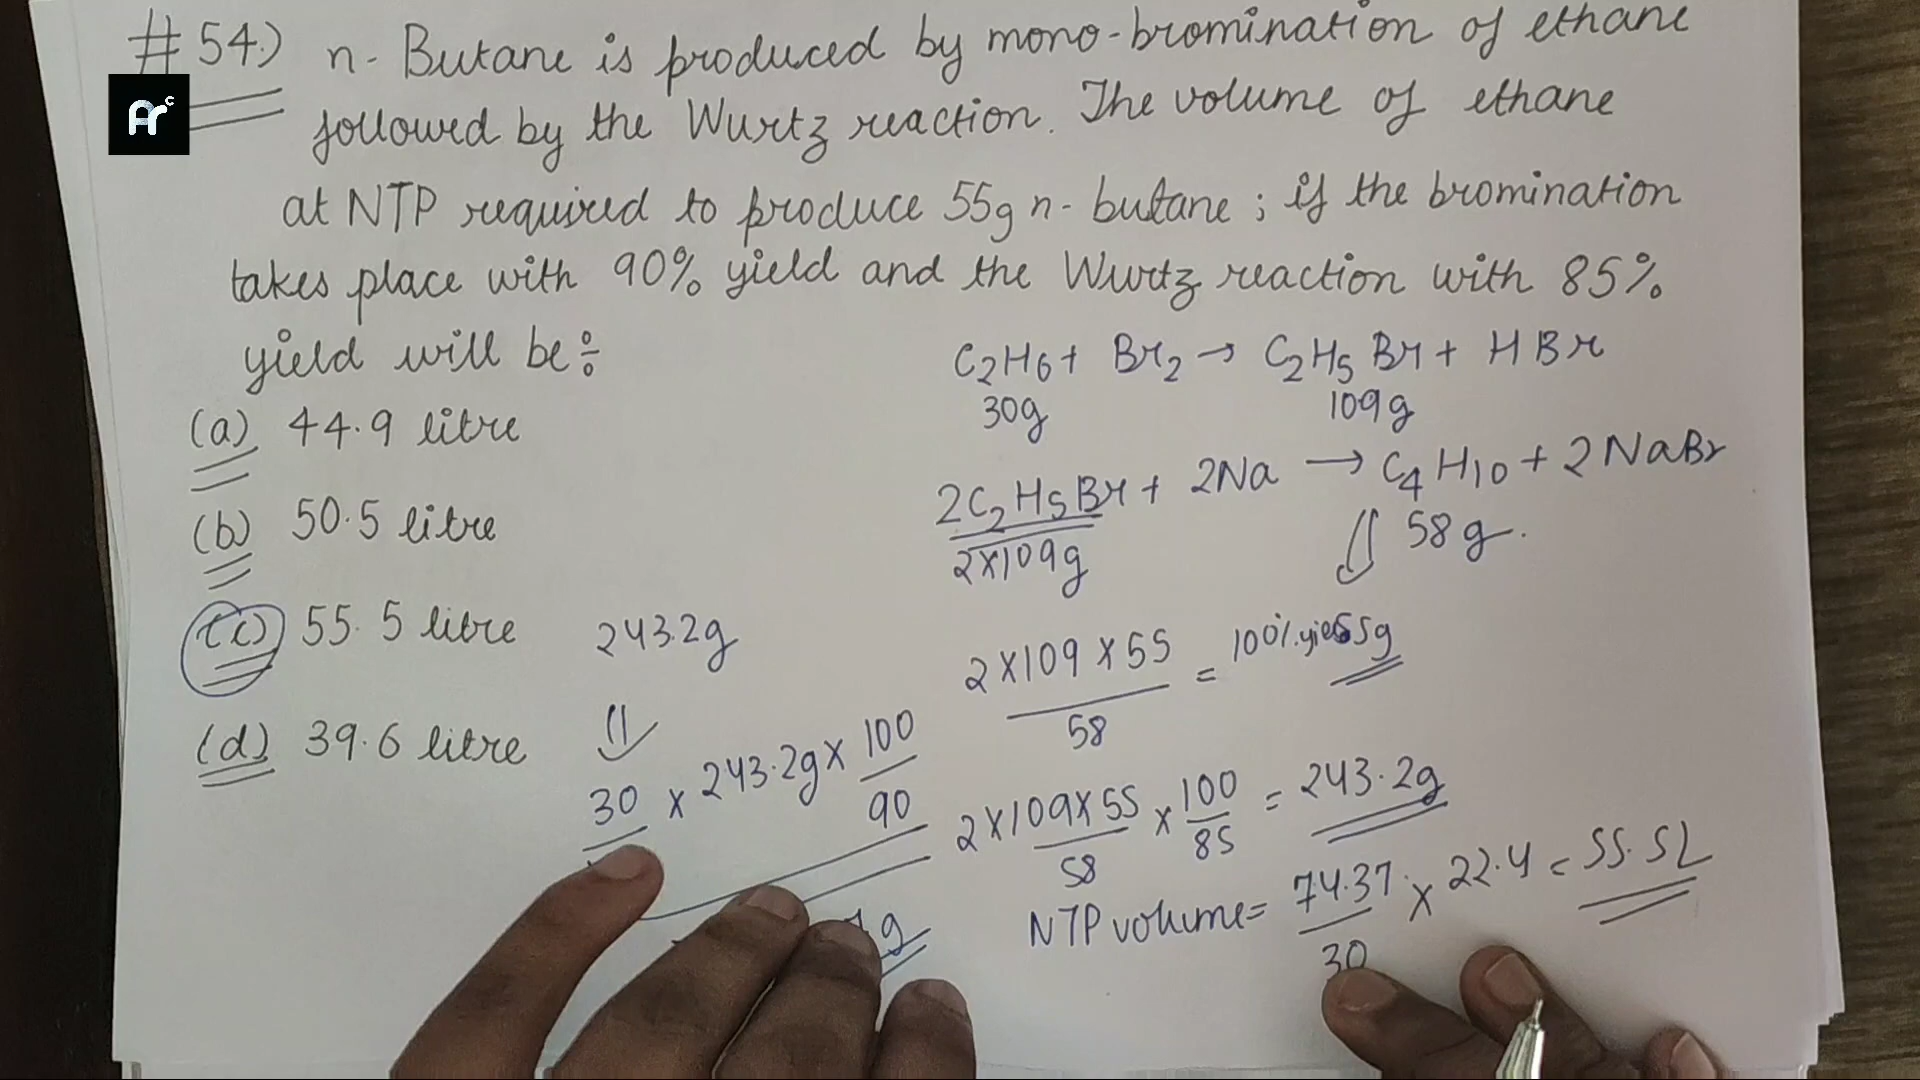 #54.) n-Butane is produced by mono-bromination of ethane
Arc
followed by the Wurtz reaction. The volume of ethane
at NTP required to produce 55g n-butane ; if the bromination
takes place with 90% yield and the Wurtz reaction with 85%
yield will be÷
(a) 44.9 litre
(b) 50.5 litre
(c) 55.5 litre
(d) 39.6 litre
C2H6 + Br2 → C2H5Br + HBr
30g 109g
2C2H5Br + 2Na → C4H10 + 2NaBr
2×109g 58g.
2×109×55/58 = 100% 55g
2×109×55/58 × 100/85 = 243.2g
243.2g
30 × 243.2g × 100/90
g
NTP volume = 74.37/30 × 22.4 = 55.5L